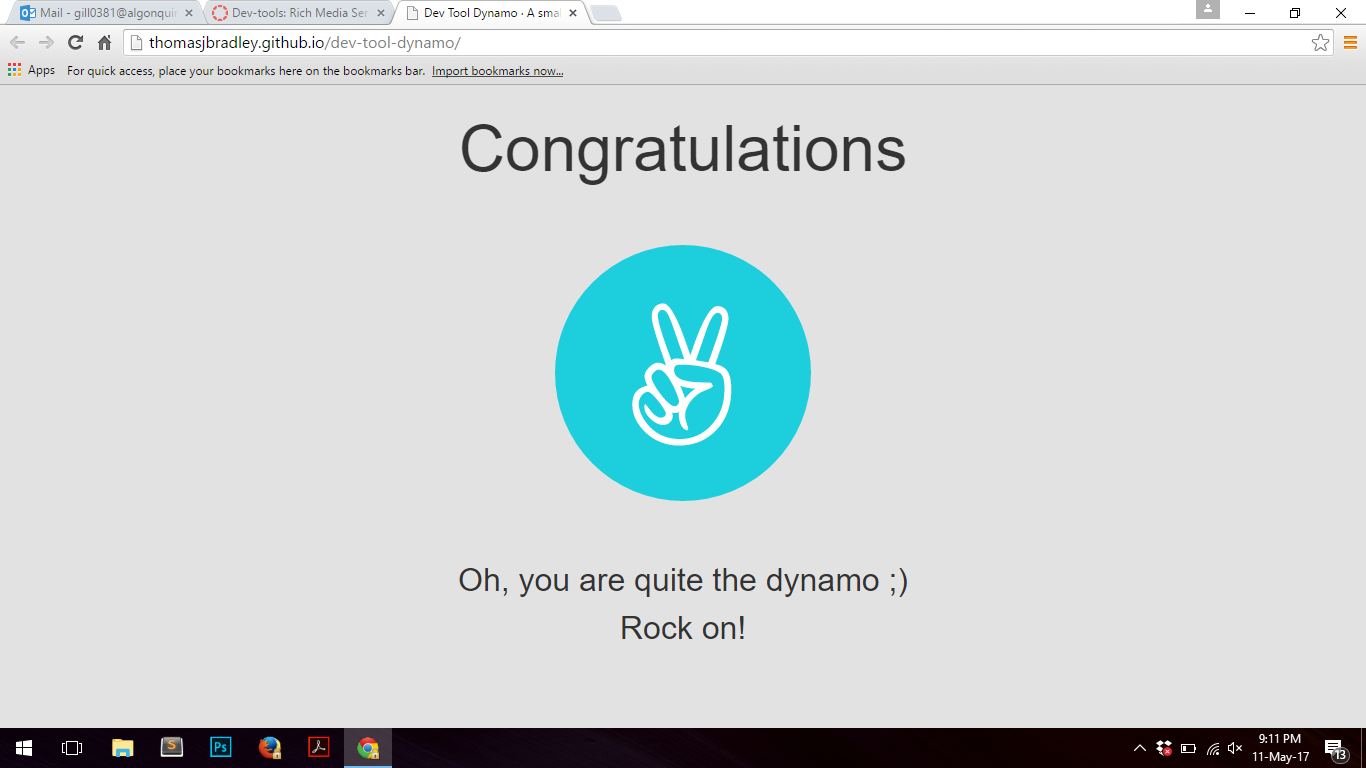 Mail - gill0381@algonquin
Dev-tools: Rich Media Ser
Dev Tool Dynamo · A smal
thomasjbradley.github.io/dev-tool-dynamo/
Apps
For quick access, place your bookmarks here on the bookmarks bar. Import bookmarks now...
Congratulations
Oh, you are quite the dynamo ;)
Rock on!
S
Ps
9:11 PM
11-May-17
13